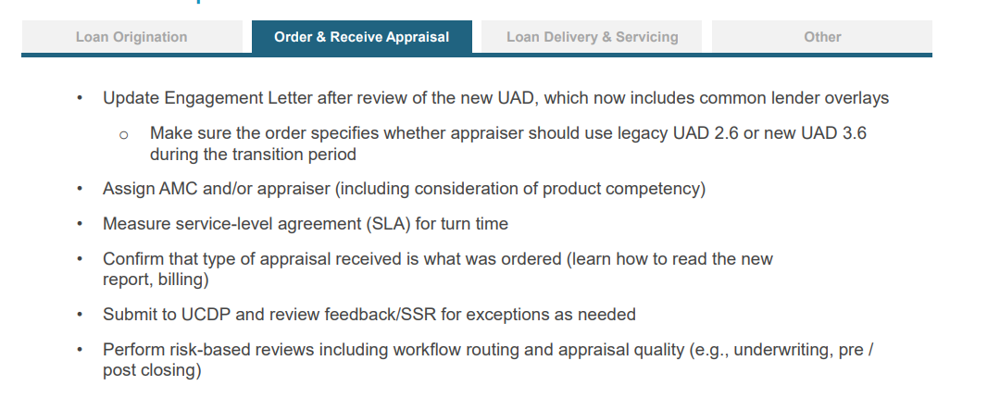 Loan Origination
Order & Receive Appraisal
Loan Delivery & Servicing
Other
• Update Engagement Letter after review of the new UAD, which now includes common lender overlays
o Make sure the order specifies whether appraiser should use legacy UAD 2.6 or new UAD 3.6
during the transition period
• Assign AMC and/or appraiser (including consideration of product competency)
• Measure service-level agreement (SLA) for turn time
• Confirm that type of appraisal received is what was ordered (learn how to read the new
report, billing)
• Submit to UCDP and review feedback/SSR for exceptions as needed
• Perform risk-based reviews including workflow routing and appraisal quality (e.g., underwriting, pre /
post closing)